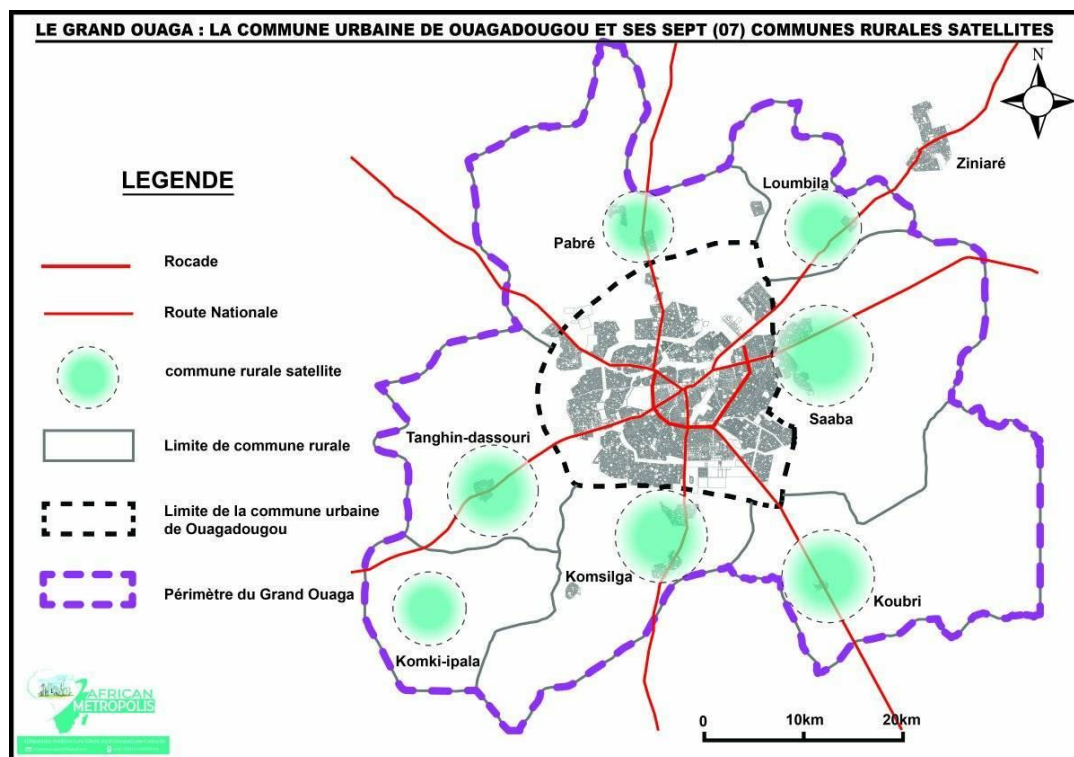 LE GRAND OUAGA : LA COMMUNE URBAINE DE OUAGADOUGOU ET SES SEPT (07) COMMUNES RURALES SATELLITES
N
Ziniaré
LEGENDE
Loumbila
Pabré
Rocade
Route Nationale
commune rurale satellite
Saaba
Tanghin-dassouri
Limite de commune rurale
Limite de la commune urbaine
de Ouagadougou
Komsilga
Koubri
Périmètre du Grand Ouaga
Komki-ipala
AFRICAN
METROPOLIS
0 10km 20km